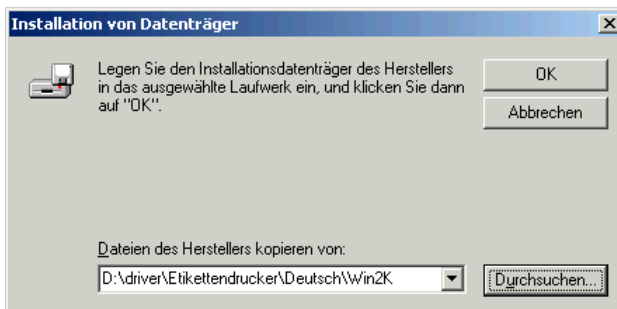 Installation von Datenträger
Legen Sie den Installationsdatenträger des Herstellers
in das ausgewählte Laufwerk ein, und klicken Sie dann
auf "OK".
OK
Abbrechen
Dateien des Herstellers kopieren von:
D:\driver\Etikettendrucker\Deutsch\Win2K
Durchsuchen...